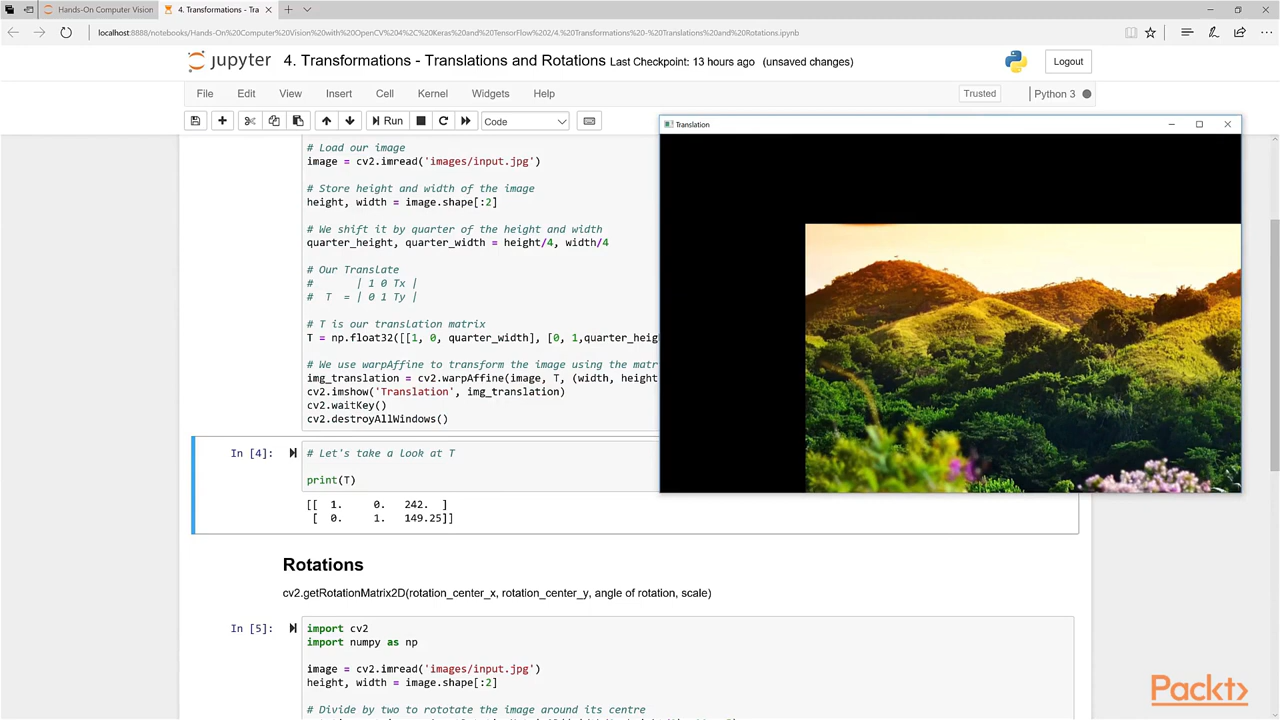 Hands-On Computer Vision
4. Transformations - Tra
localhost:8888/notebooks/Hands-On%20Computer%20Vision%20with%20OpenCV%204%2C%20Keras%20and%20TensorFlow%202/4.%20Transformations%20-%20Translations%20and%20Rotations.ipynb
jupyter 4. Transformations - Translations and Rotations Last Checkpoint: 13 hours ago (unsaved changes)
Logout
File Edit View Insert Cell Kernel Widgets Help
Trusted
Python 3
Run
Code
Translation
# Load our image
image = cv2.imread('images/input.jpg')
# Store height and width of the image
height, width = image.shape[:2]
# We shift it by quarter of the height and width
quarter_height, quarter_width = height/4, width/4
# Our Translate
# | 1 0 Tx |
# T = | 0 1 Ty |
# T is our translation matrix
T = np.float32([[1, 0, quarter_width], [0, 1,quarter_heig
# We use warpAffine to transform the image using the matr
img_translation = cv2.warpAffine(image, T, (width, height
cv2.imshow('Translation', img_translation)
cv2.waitKey()
cv2.destroyAllWindows()
In [4]:
# Let's take a look at T
print(T)
[[ 1. 0. 242. ]
[ 0. 1. 149.25]]
Rotations
cv2.getRotationMatrix2D(rotation_center_x, rotation_center_y, angle of rotation, scale)
In [5]:
import cv2
import numpy as np
image = cv2.imread('images/input.jpg')
height, width = image.shape[:2]
# Divide by two to rototate the image around its centre
Packt>